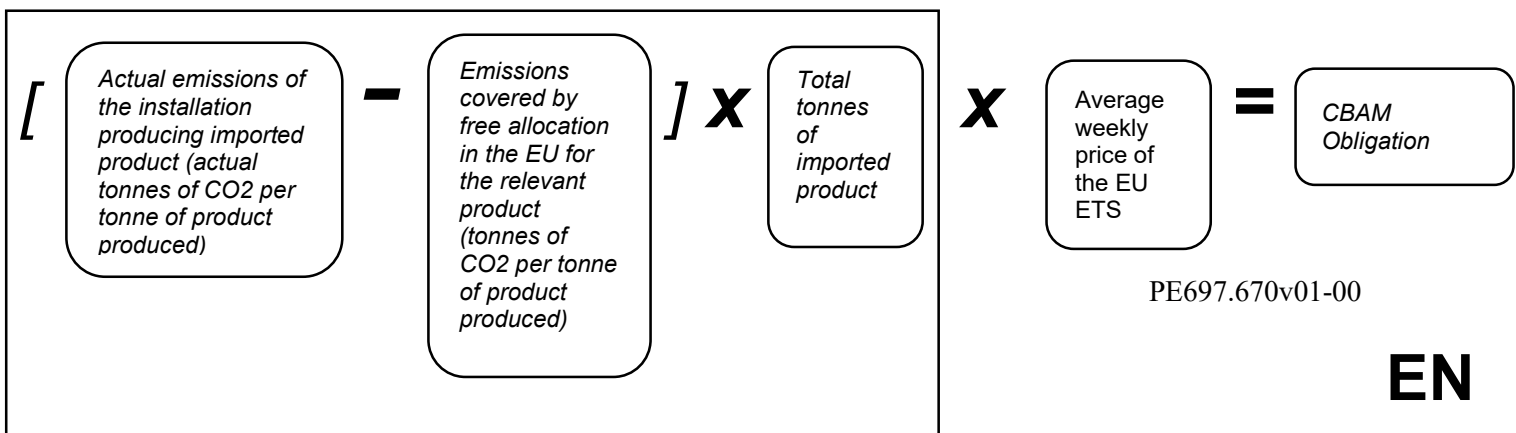 [
Actual emissions of
the installation
producing imported
product (actual
tonnes of CO2 per
tonne of product
produced)
-
Emissions
covered by
free allocation
in the EU for
the relevant
product
(tonnes of
CO2 per tonne
of product
produced)
]
x
Total
tonnes
of
imported
product
x
Average
weekly
price of
the EU
ETS
=
CBAM
Obligation
PE697.670v01-00
EN